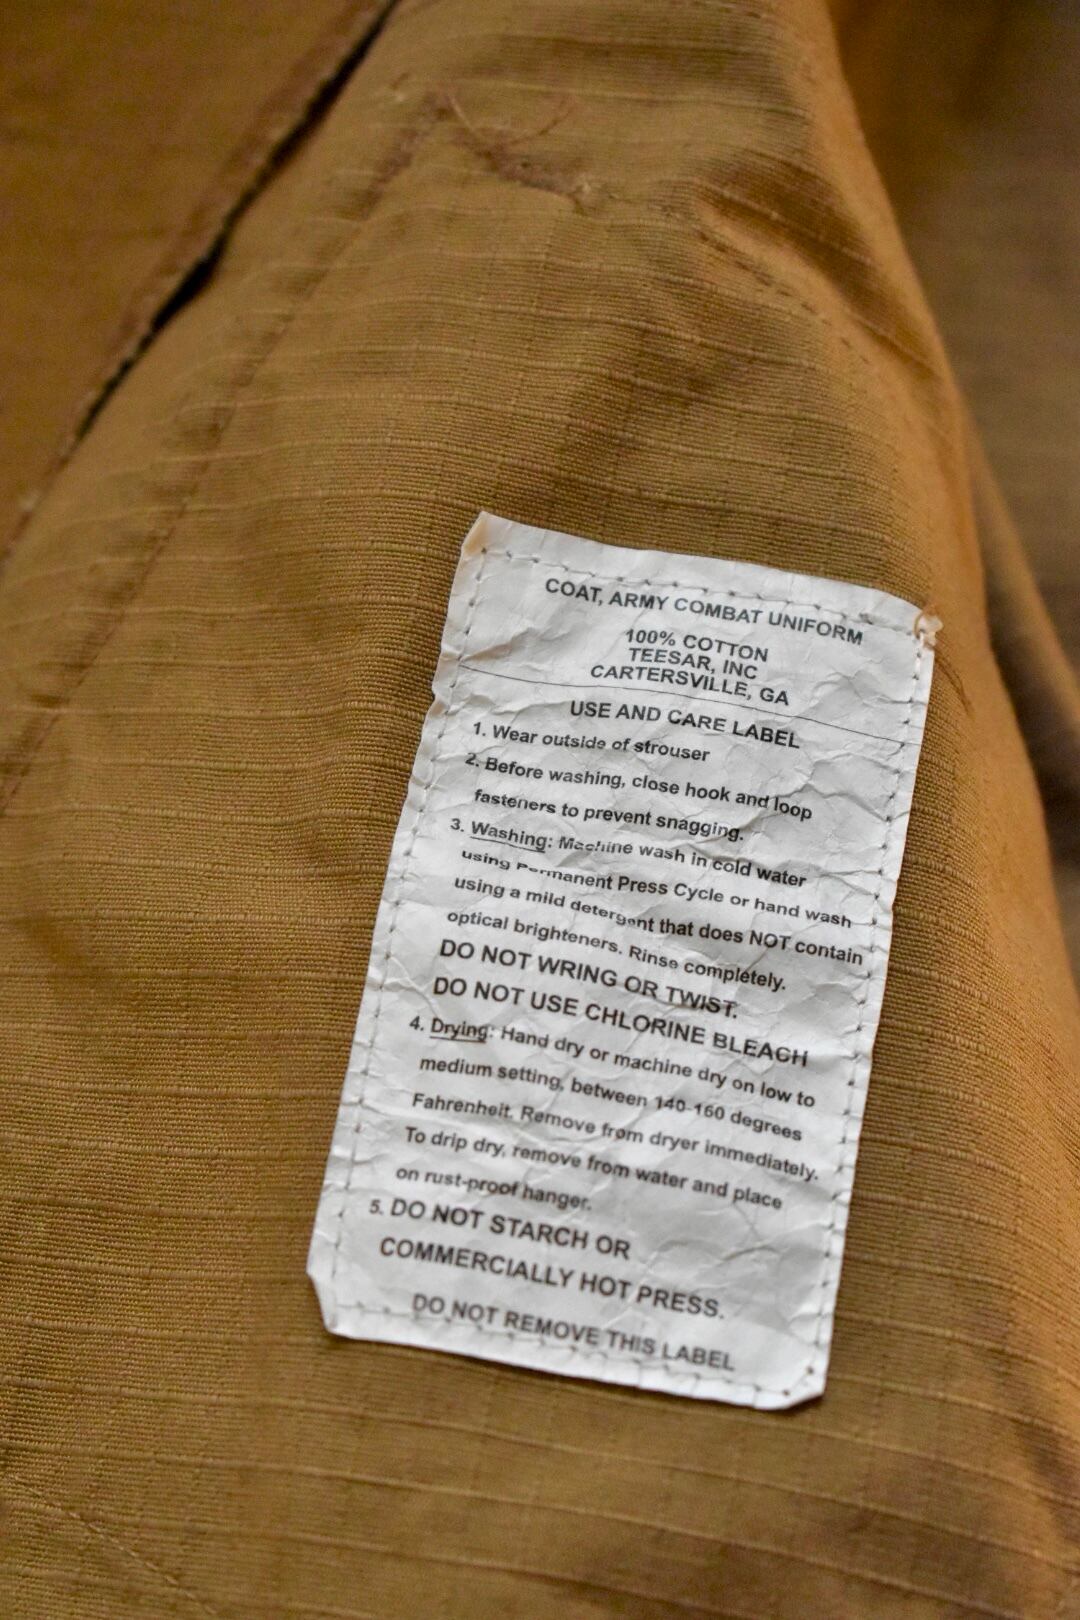 COAT, ARMY COMBAT UNIFORM
100% COTTON
TEESAR, INC
CARTERSVILLE, GA
USE AND CARE LABEL
1. Wear outside of strouser
2. Before washing, close hook and loop
fasteners to prevent snagging.
3. Washing: Machine wash in cold water
using Permanent Press Cycle or hand wash
using a mild detergent that does NOT contain
optical brighteners. Rinse completely.
DO NOT WRING OR TWIST.
DO NOT USE CHLORINE BLEACH
4. Drying: Hand dry or machine dry on low to
medium setting, between 140-160 degrees
Fahrenheit. Remove from dryer immediately.
To drip dry, remove from water and place
on rust-proof hanger.
5. DO NOT STARCH OR
COMMERCIALLY HOT PRESS.
DO NOT REMOVE THIS LABEL